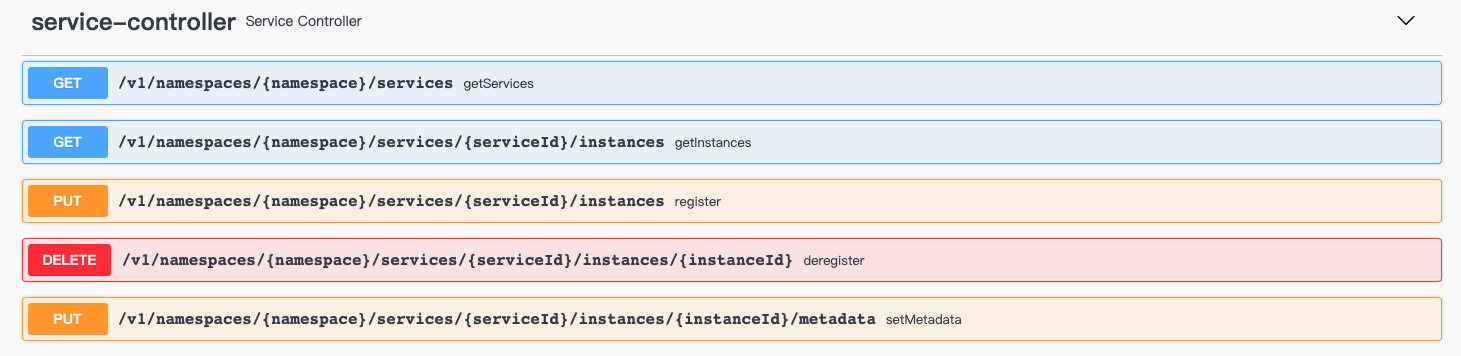 service-controller Service Controller
GET /v1/namespaces/{namespace}/services getServices
GET /v1/namespaces/{namespace}/services/{serviceId}/instances getInstances
PUT /v1/namespaces/{namespace}/services/{serviceId}/instances register
DELETE /v1/namespaces/{namespace}/services/{serviceId}/instances/{instanceId} deregister
PUT /v1/namespaces/{namespace}/services/{serviceId}/instances/{instanceId}/metadata setMetadata